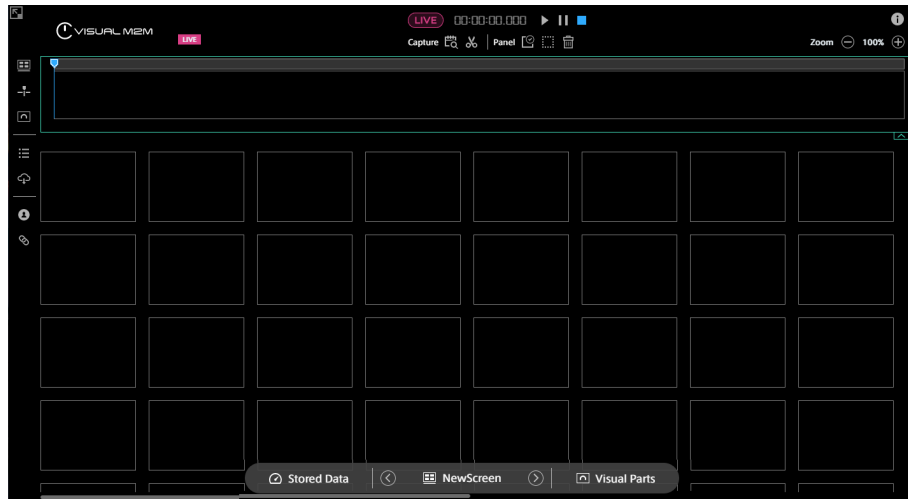 LIVE 00:00:00.000
VISUAL M2M
LIVE
Capture Panel
Zoom 100%
Stored Data NewScreen Visual Parts